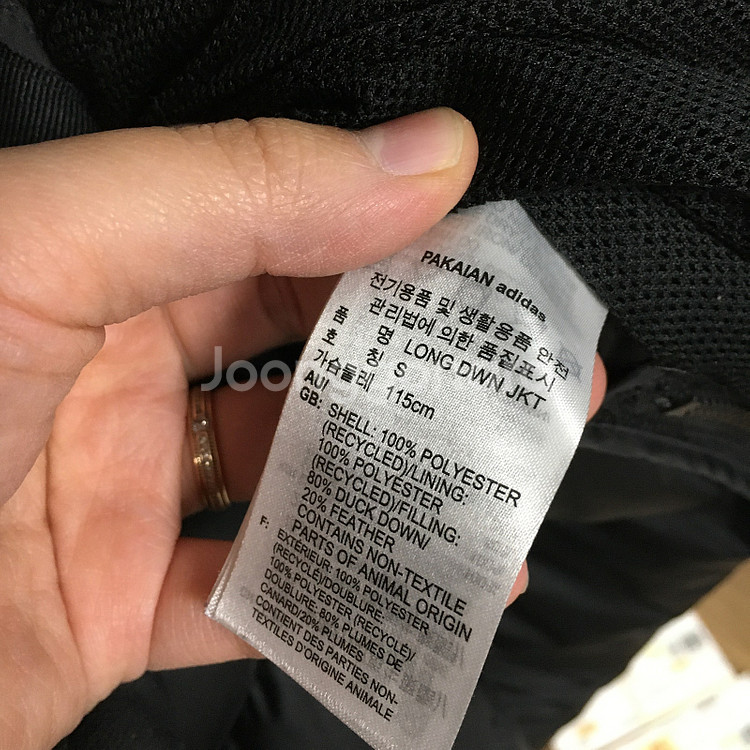 PAKAIAN adidas
전기용품 및 생활용품 안전
관리법에 의한 품질표시
품 명 LONG DWN JKT
호 칭 S
가슴둘레 115cm
AU/
GB: SHELL: 100% POLYESTER
(RECYCLED)/LINING:
100% POLYESTER
(RECYCLED)/FILLING:
80% DUCK DOWN/
20% FEATHER
CONTAINS NON-TEXTILE
PARTS OF ANIMAL ORIGIN
F: EXTERIEUR: 100% POLYESTER
(RECYCLÉ)/DOUBLURE:
100% POLYESTER (RECYCLÉ)/
DOUBLURE: 80% PLUMES DE
CANARD/20% PLUMES
CONTIENT DES PARTIES NON-
TEXTILES D'ORIGINE ANIMALE